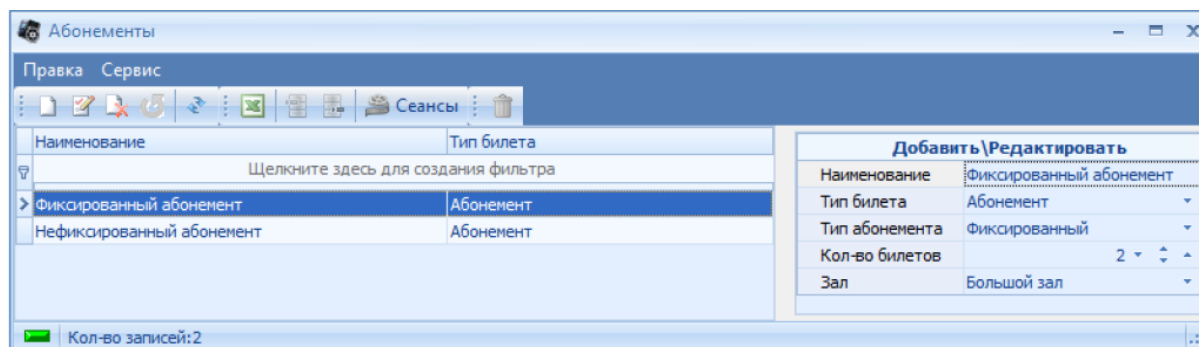 Абонементы
Правка Сервис
Сеансы
Наименование Тип билета
Щелкните здесь для создания фильтра
Фиксированный абонемент Абонемент
Нефиксированный абонемент Абонемент
Добавить\Редактировать
Наименование Фиксированный абонемент
Тип билета Абонемент
Тип абонемента Фиксированный
Кол-во билетов 2
Зал Большой зал
Кол-во записей:2